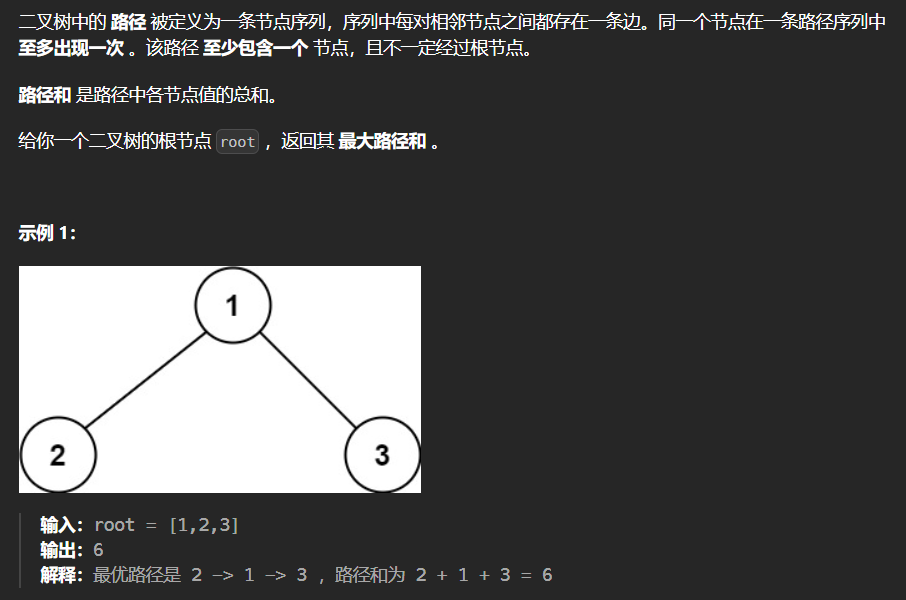 二叉树中的 路径 被定义为一条节点序列，序列中每对相邻节点之间都存在一条边。同一个节点在一条路径序列中
至多出现一次 。该路径 至少包含一个 节点，且不一定经过根节点。
路径和 是路径中各节点值的总和。
给你一个二叉树的根节点 root ，返回其 最大路径和 。
示例 1：
1
2 3
输入：root = [1,2,3]
输出：6
解释：最优路径是 2 -> 1 -> 3 ，路径和为 2 + 1 + 3 = 6